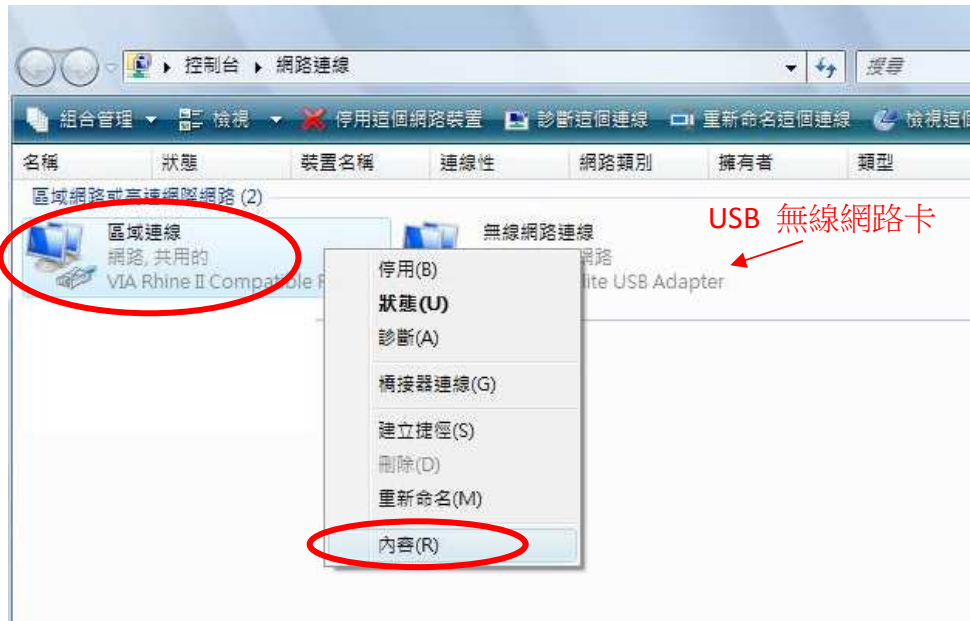 控制台 網路連線 搜尋
組合管理 檢視 停用這個網路裝置 診斷這個連線 重新命名這個連線 檢視這個
名稱 狀態 裝置名稱 連線性 網路類別 擁有者 類型
區域網路或高速網際網路 (2)
區域連線
網路, 共用的
VIA Rhine II Compatible F
無線網路連線
網路
lite USB Adapter
USB 無線網路卡
停用(B)
狀態(U)
診斷(A)
橋接器連線(G)
建立捷徑(S)
刪除(D)
重新命名(M)
內容(R)